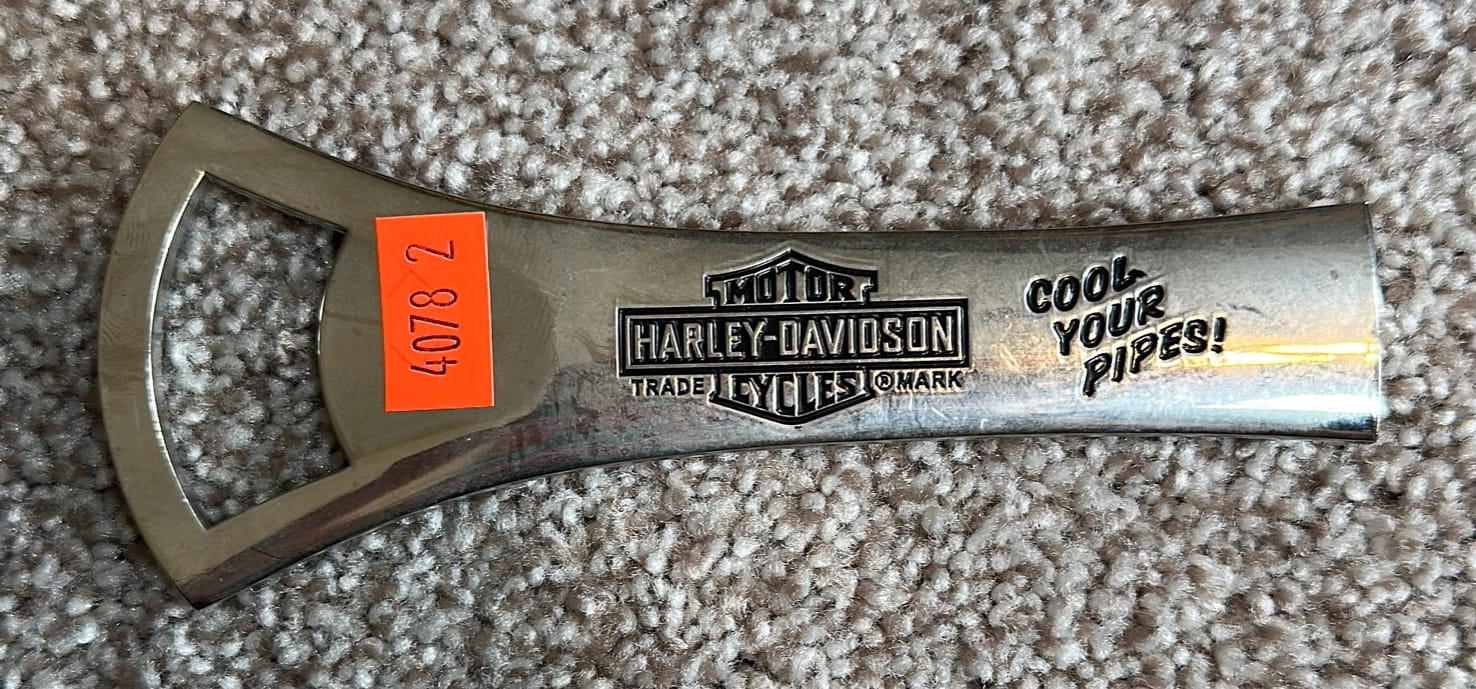 4078 2
MOTOR
HARLEY-DAVIDSON
TRADE CYCLES ® MARK
COOL
YOUR
PIPES!